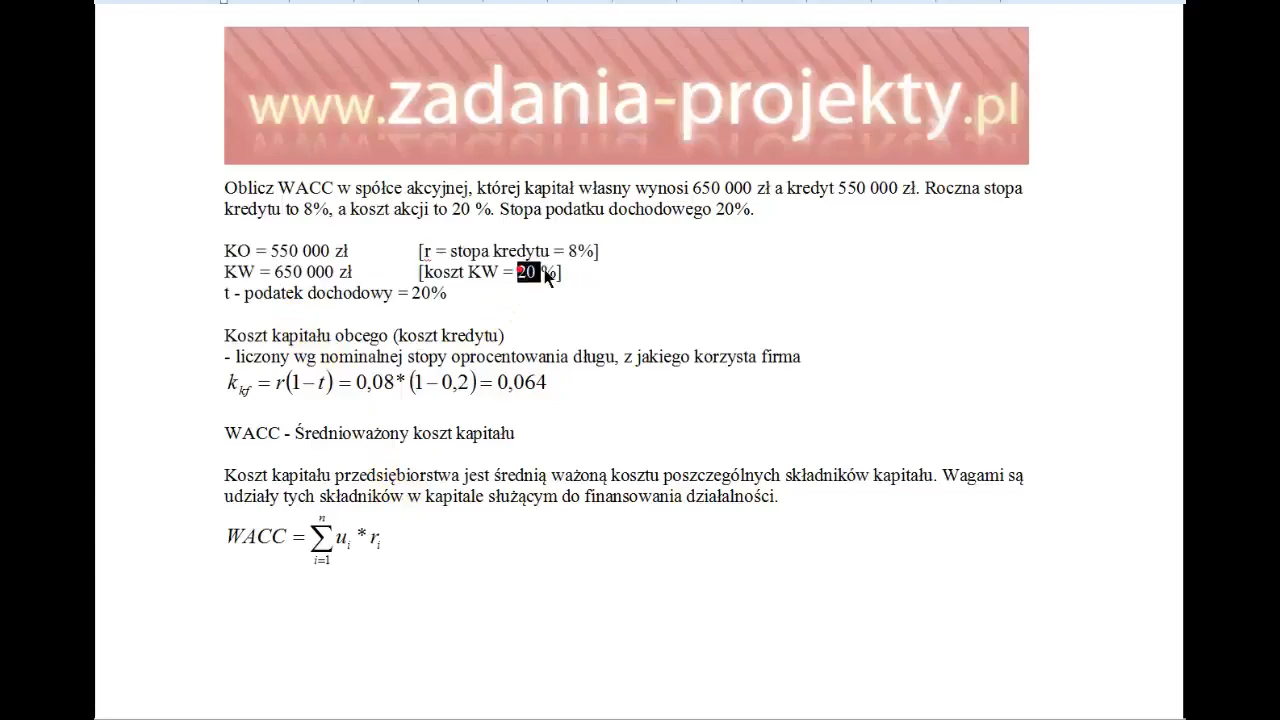 www.zadania-projekty.pl
Oblicz WACC w spółce akcyjnej, której kapitał własny wynosi 650 000 zł a kredyt 550 000 zł. Roczna stopa
kredytu to 8%, a koszt akcji to 20 %. Stopa podatku dochodowego 20%.
KO = 550 000 zł [r = stopa kredytu = 8%]
KW = 650 000 zł [koszt KW = 20 %]
t - podatek dochodowy = 20%
Koszt kapitału obcego (koszt kredytu)
- liczony wg nominalnej stopy oprocentowania długu, z jakiego korzysta firma
k_kf = r(1−t) = 0,08*(1−0,2) = 0,064
WACC - Średnioważony koszt kapitału
Koszt kapitału przedsiębiorstwa jest średnią ważoną kosztu poszczególnych składników kapitału. Wagami są
udziały tych składników w kapitale służącym do finansowania działalności.
WACC = ∑_{i=1}^{n} u_i * r_i